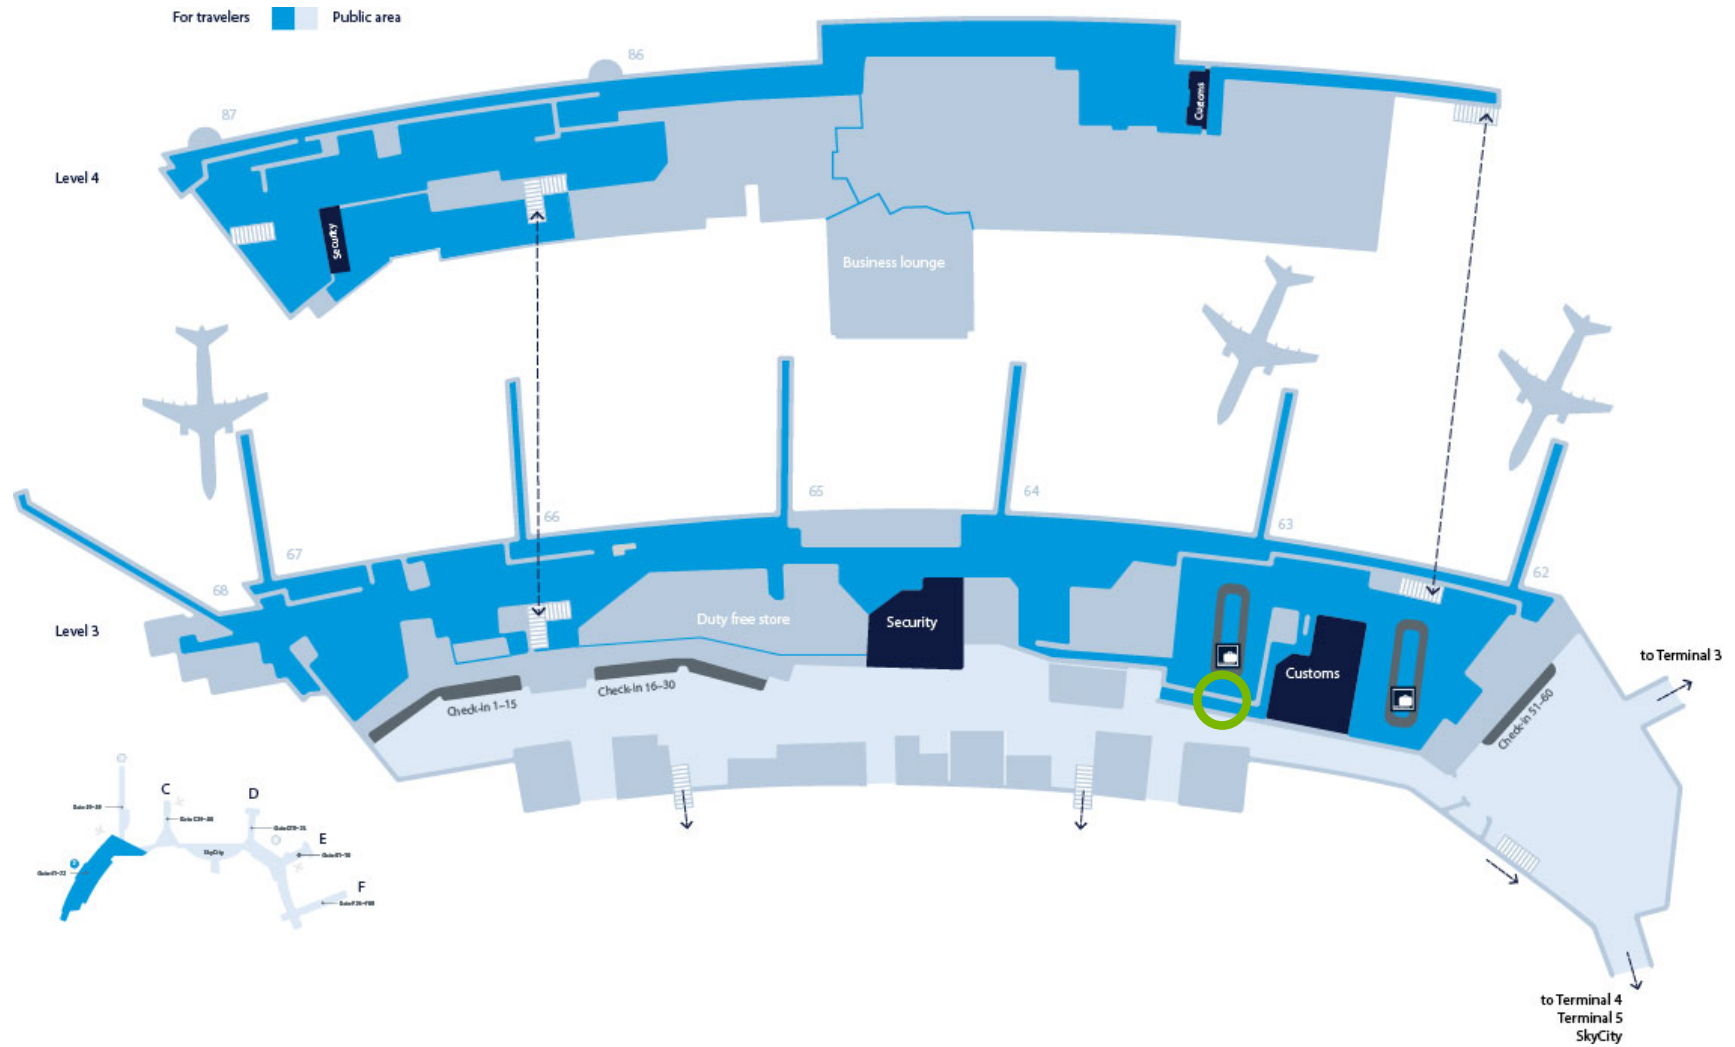 For travelers
Public area
86
87
Customs
Level 4
Security
Business lounge
65
64
66
63
67
62
68
Duty free store
Security
Level 3
to Terminal 3
Customs
Check-in 16–30
Check-in 1–15
Check-in 51–60
C
D
E
SkyCity
F
to Terminal 4
Terminal 5
SkyCity